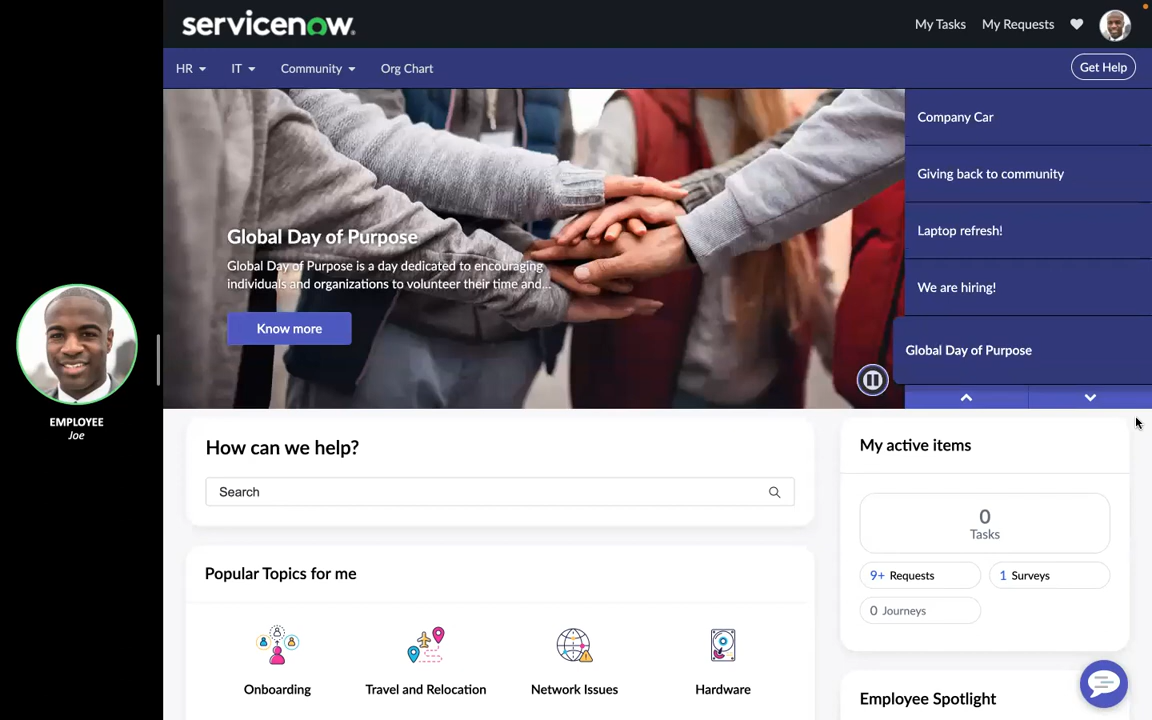 servicenow
My Tasks
My Requests
HR
IT
Community
Org Chart
Get Help
Global Day of Purpose
Global Day of Purpose is a day dedicated to encouraging
individuals and organizations to volunteer their time and...
Know more
Company Car
Giving back to community
Laptop refresh!
We are hiring!
Global Day of Purpose
EMPLOYEE
Joe
How can we help?
Search
My active items
0
Tasks
9+ Requests
1 Surveys
0 Journeys
Popular Topics for me
Onboarding
Travel and Relocation
Network Issues
Hardware
Employee Spotlight